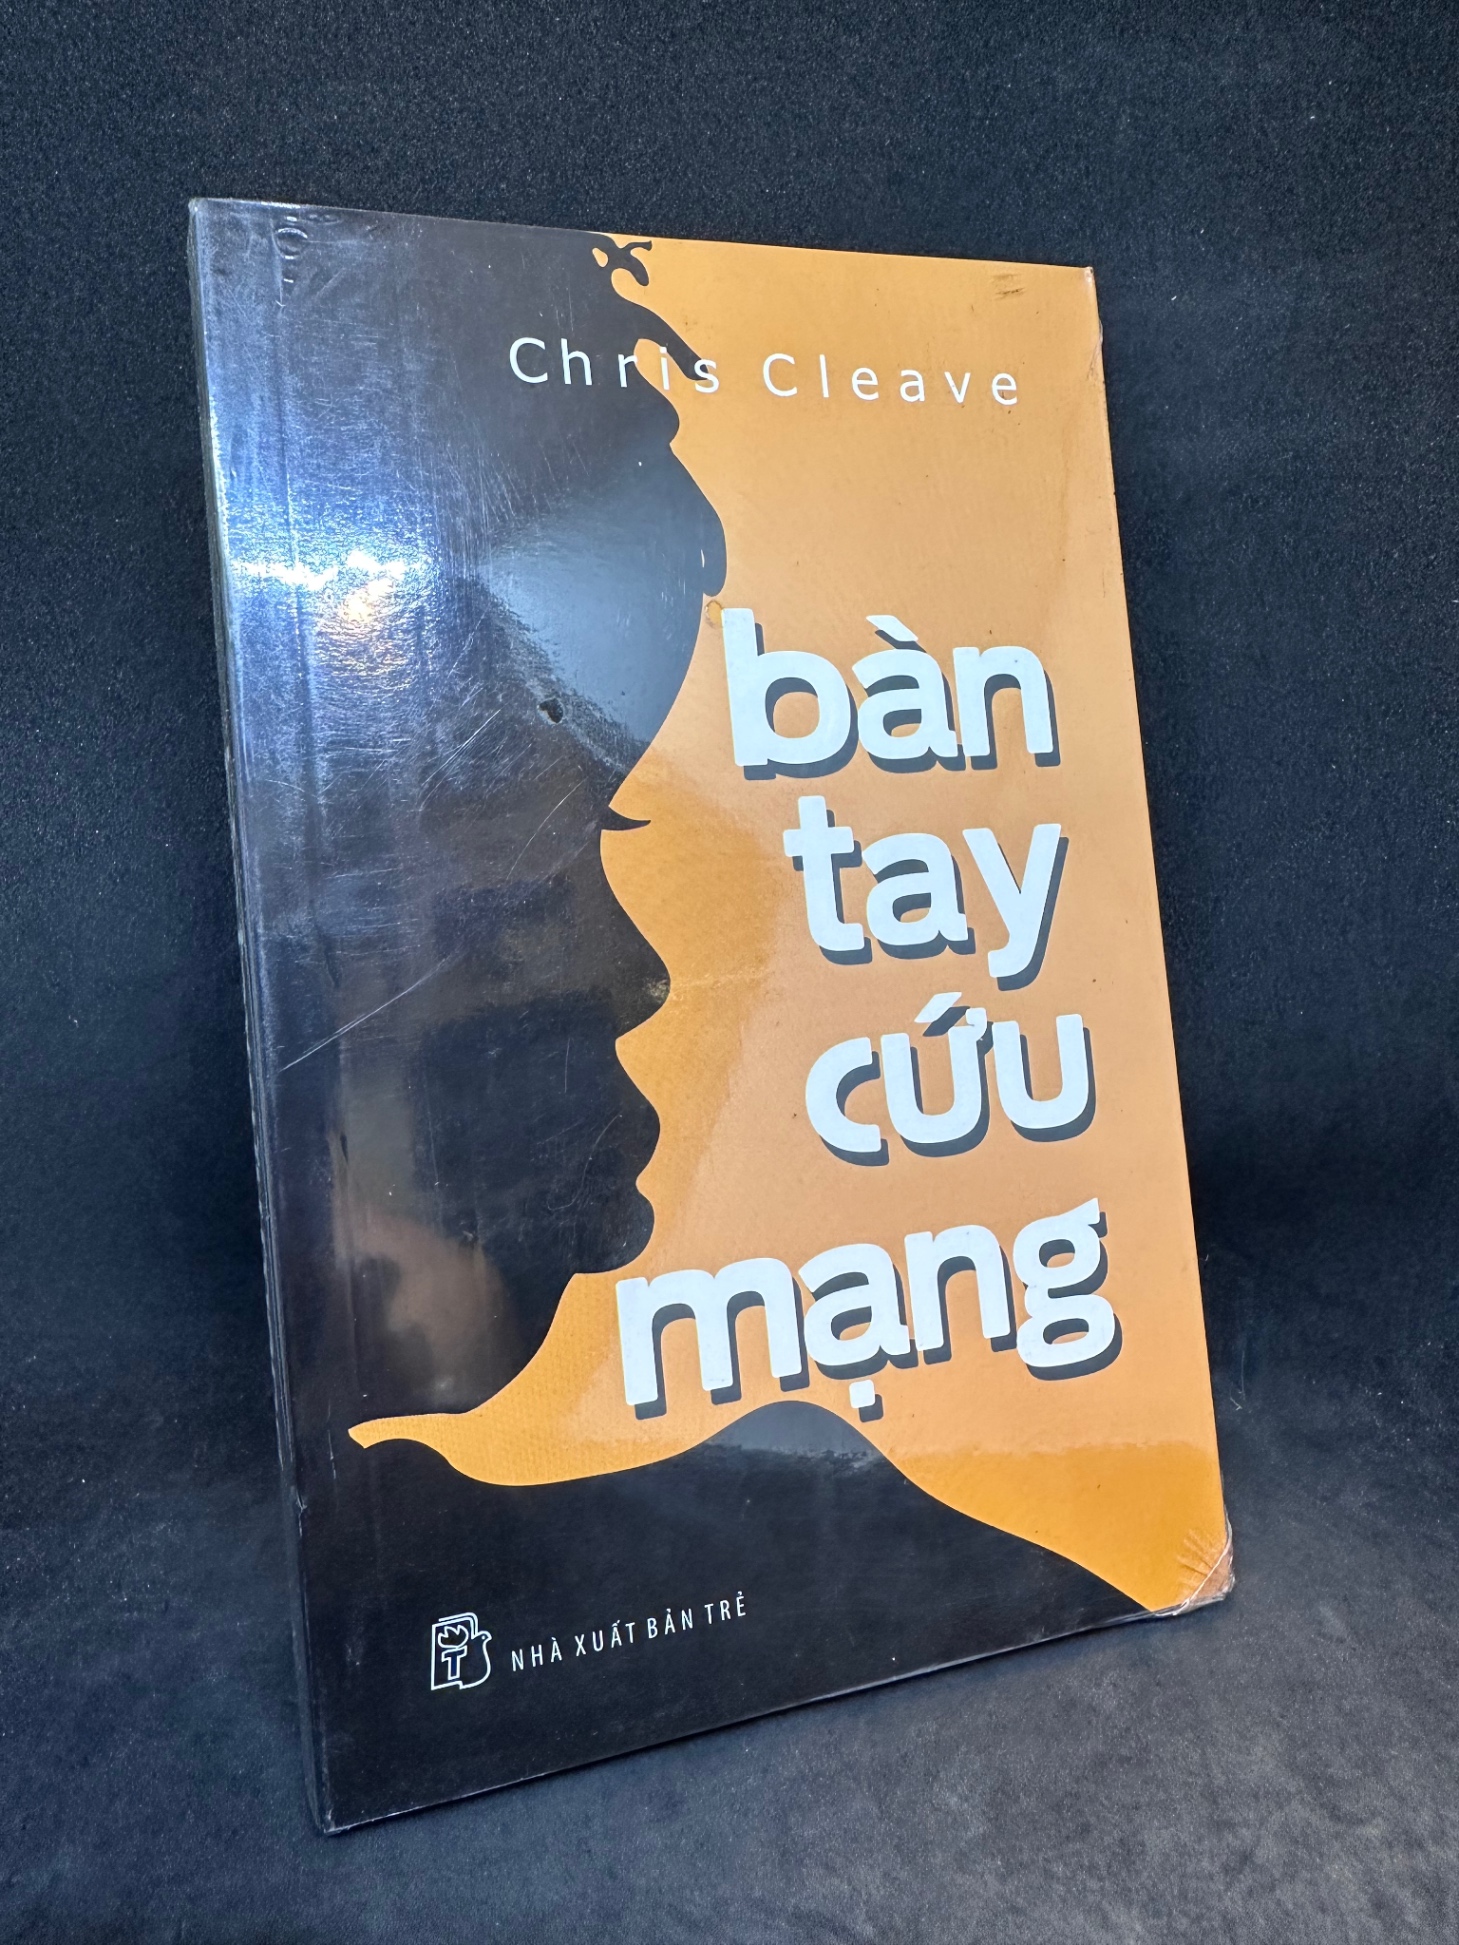 Chris Cleave
bàn
tay
cứu
mạng
T
NHÀ XUẤT BẢN TRẺ